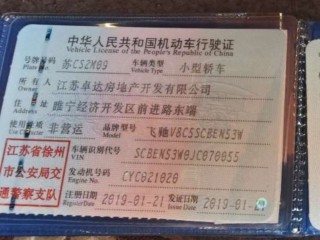 中华人民共和国机动车行驶证
Vehicle License of the People's Republic of China
号牌号码 苏C52M09 车辆类型 小型轿车
Plate No. Vehicle Type
所有人 江苏卓达房地产开发有限公司
Owner
住址 睢宁经济开发区前进路东端
Address
使用性质 非营运 品牌型号 飞驰V8CSSCBEN53W
Use Character Model
江苏省徐州
市公安局交
通警察支队
车辆识别代号 SCBEN53W0JC070055
VIN
发动机号码 CYC021020
Engine No.
注册日期 2019-01-21 发证日期 2019-01-21
Register Date Issue Date